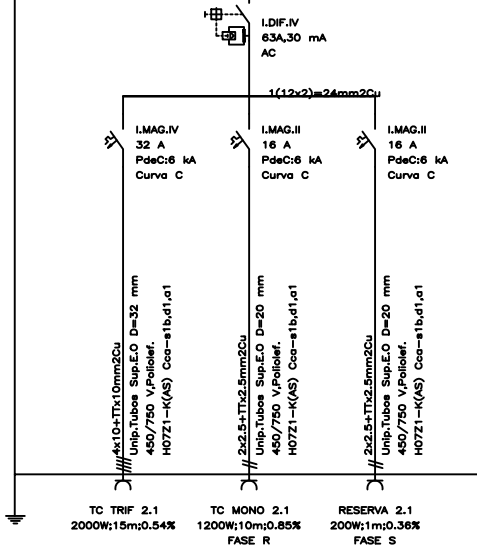 I.DIF.IV
63A,30 mA
AC
1(12x2)=24mm2Cu
I.MAG.IV
32 A
PdeC:6 kA
Curva C
I.MAG.II
16 A
PdeC:6 kA
Curva C
I.MAG.II
16 A
PdeC:6 kA
Curva C
4x10+TTx10mm2Cu
Unip.Tubos Sup.E.O D=32 mm
450/750 V,Poliolef.
H07Z1-K(AS) Cca-s1b,d1,a1
2x2.5+TTx2.5mm2Cu
Unip.Tubos Sup.E.O D=20 mm
450/750 V,Poliolef.
H07Z1-K(AS) Cca-s1b,d1,a1
2x2.5+TTx2.5mm2Cu
Unip.Tubos Sup.E.O D=20 mm
450/750 V,Poliolef.
H07Z1-K(AS) Cca-s1b,d1,a1
TC TRIF 2.1
2000W;15m;0.54%
TC MONO 2.1
1200W;10m;0.85%
FASE R
RESERVA 2.1
200W;1m;0.36%
FASE S